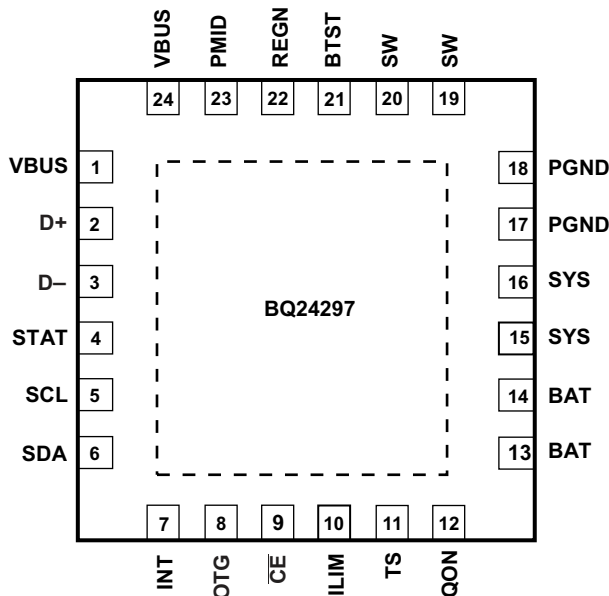 VBUS PMID REGN BTST SW SW
24 23 22 21 20 19
VBUS 1 18 PGND
D+ 2 17 PGND
D– 3 16 SYS
BQ24297
STAT 4 15 SYS
SCL 5 14 BAT
SDA 6 13 BAT
7 8 9 10 11 12
INT OTG C̅E̅ ILIM TS QON